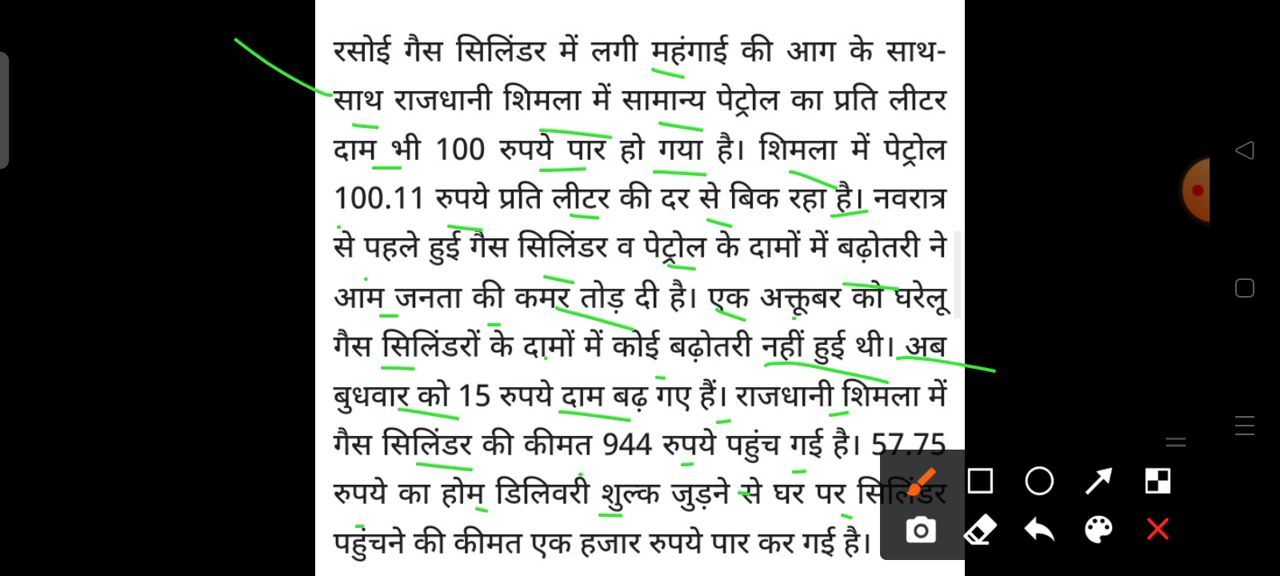 रसोई गैस सिलिंडर में लगी महंगाई की आग के साथ-
साथ राजधानी शिमला में सामान्य पेट्रोल का प्रति लीटर
दाम भी 100 रुपये पार हो गया है। शिमला में पेट्रोल
100.11 रुपये प्रति लीटर की दर से बिक रहा है। नवरात्र
से पहले हुई गैस सिलिंडर व पेट्रोल के दामों में बढ़ोतरी ने
आम जनता की कमर तोड़ दी है। एक अक्तूबर को घरेलू
गैस सिलिंडरों के दामों में कोई बढ़ोतरी नहीं हुई थी। अब
बुधवार को 15 रुपये दाम बढ़ गए हैं। राजधानी शिमला में
गैस सिलिंडर की कीमत 944 रुपये पहुंच गई है। 57.75
रुपये का होम डिलिवरी शुल्क जुड़ने से घर पर सिलिंडर
पहुंचने की कीमत एक हजार रुपये पार कर गई है।